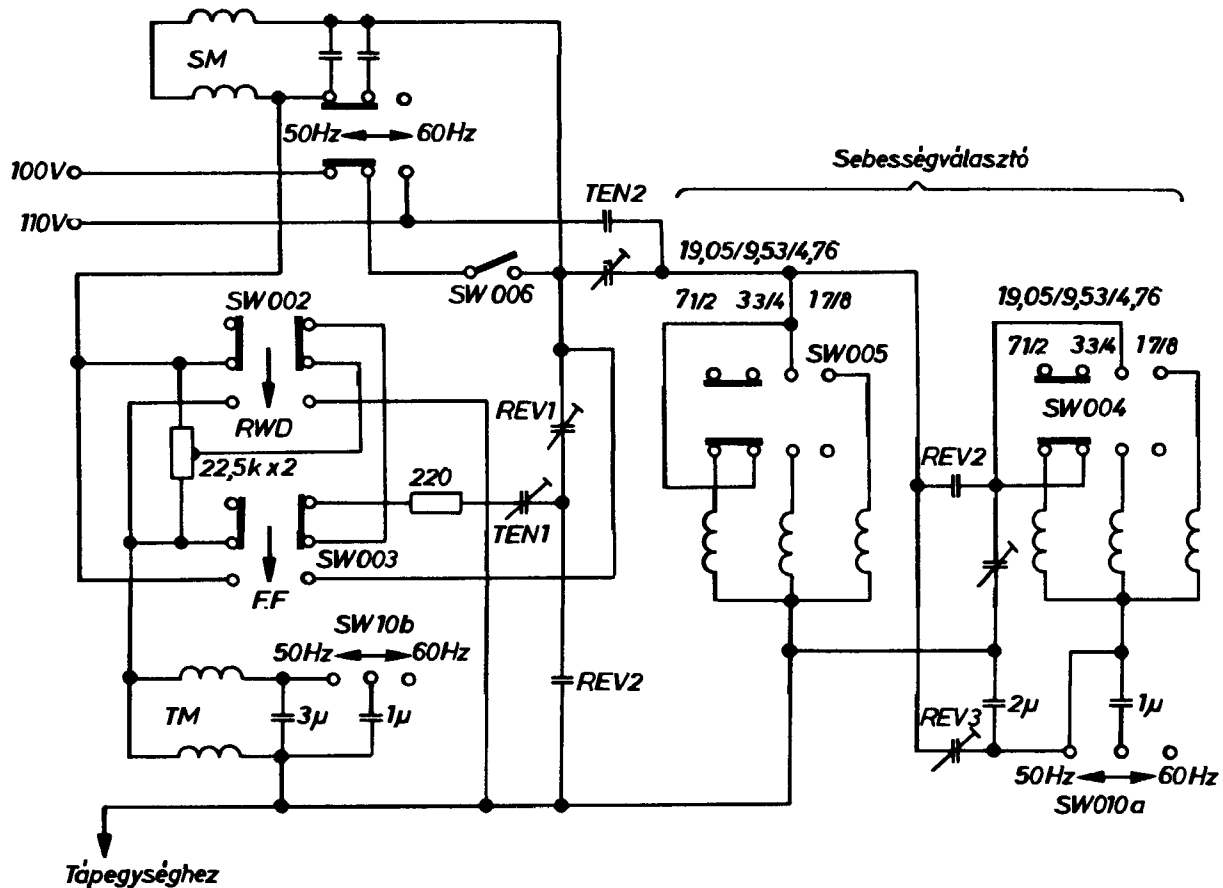 SM
50Hz 60Hz
100V
110V
Sebességválasztó
TEN2
SW006
19,05/9,53/4,76
7 1/2 3 3/4 1 7/8
SW005
19,05/9,53/4,76
7 1/2 3 3/4 1 7/8
SW004
SW002
RWD
22,5k x2
REV1
220
TEN1
SW003
F.F
REV2
SW10b
50Hz 60Hz
TM
3µ
1µ
REV2
REV3
2µ
1µ
50Hz 60Hz
SW010a
Tápegységhez